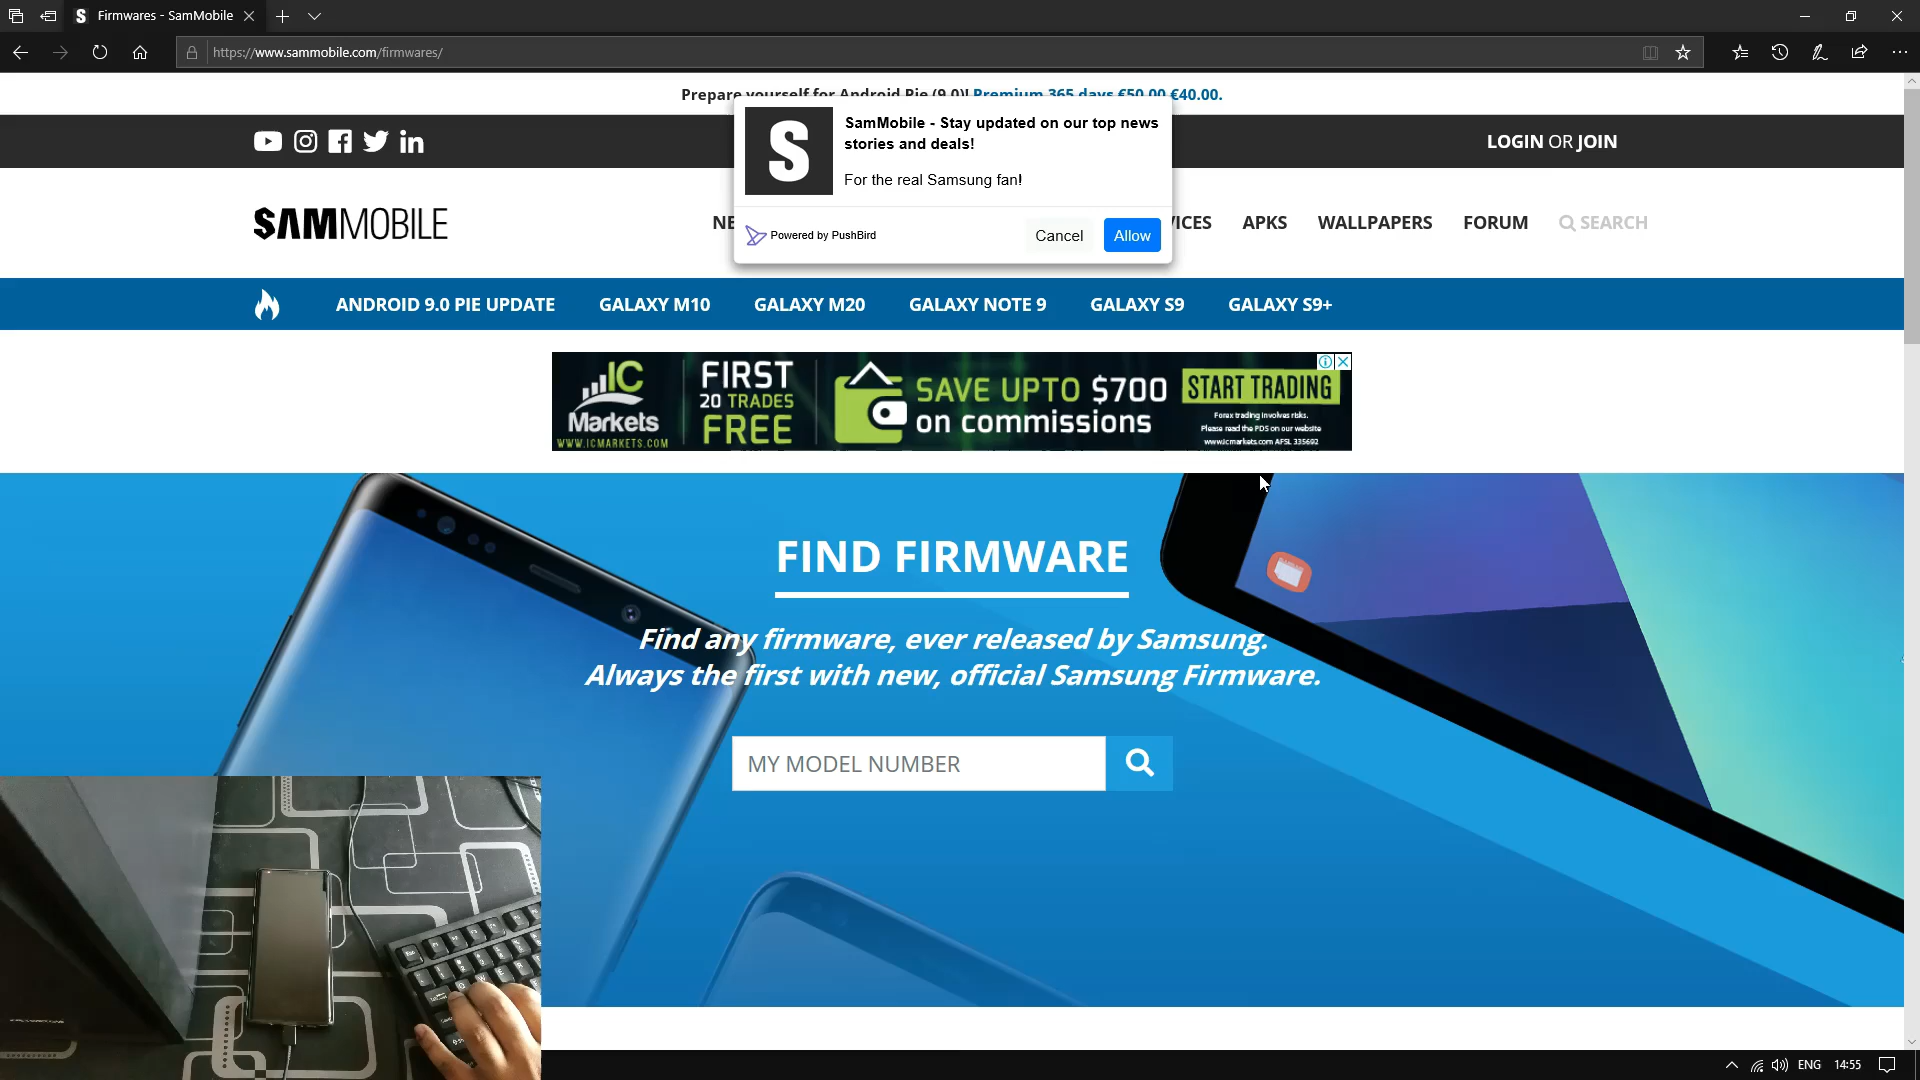 Firmwares - SamMobile
https://www.sammobile.com/firmwares/
Prepare yourself for Android Pie (9.0)! Premium 365 days €50.00 €40.00.
S
SamMobile - Stay updated on our top news
stories and deals!
For the real Samsung fan!
Powered by PushBird
Cancel
Allow
LOGIN OR JOIN
SAMMOBILE
APKS
WALLPAPERS
FORUM
SEARCH
ANDROID 9.0 PIE UPDATE
GALAXY M10
GALAXY M20
GALAXY NOTE 9
GALAXY S9
GALAXY S9+
IC
Markets
WWW.ICMARKETS.COM
FIRST
20 TRADES
FREE
SAVE UPTO $700
on commissions
START TRADING
Forex trading involves risks.
Please read the PDS on our website
www.icmarkets.com AFSL 335692
FIND FIRMWARE
Find any firmware, ever released by Samsung.
Always the first with new, official Samsung Firmware.
MY MODEL NUMBER
ENG
14:55